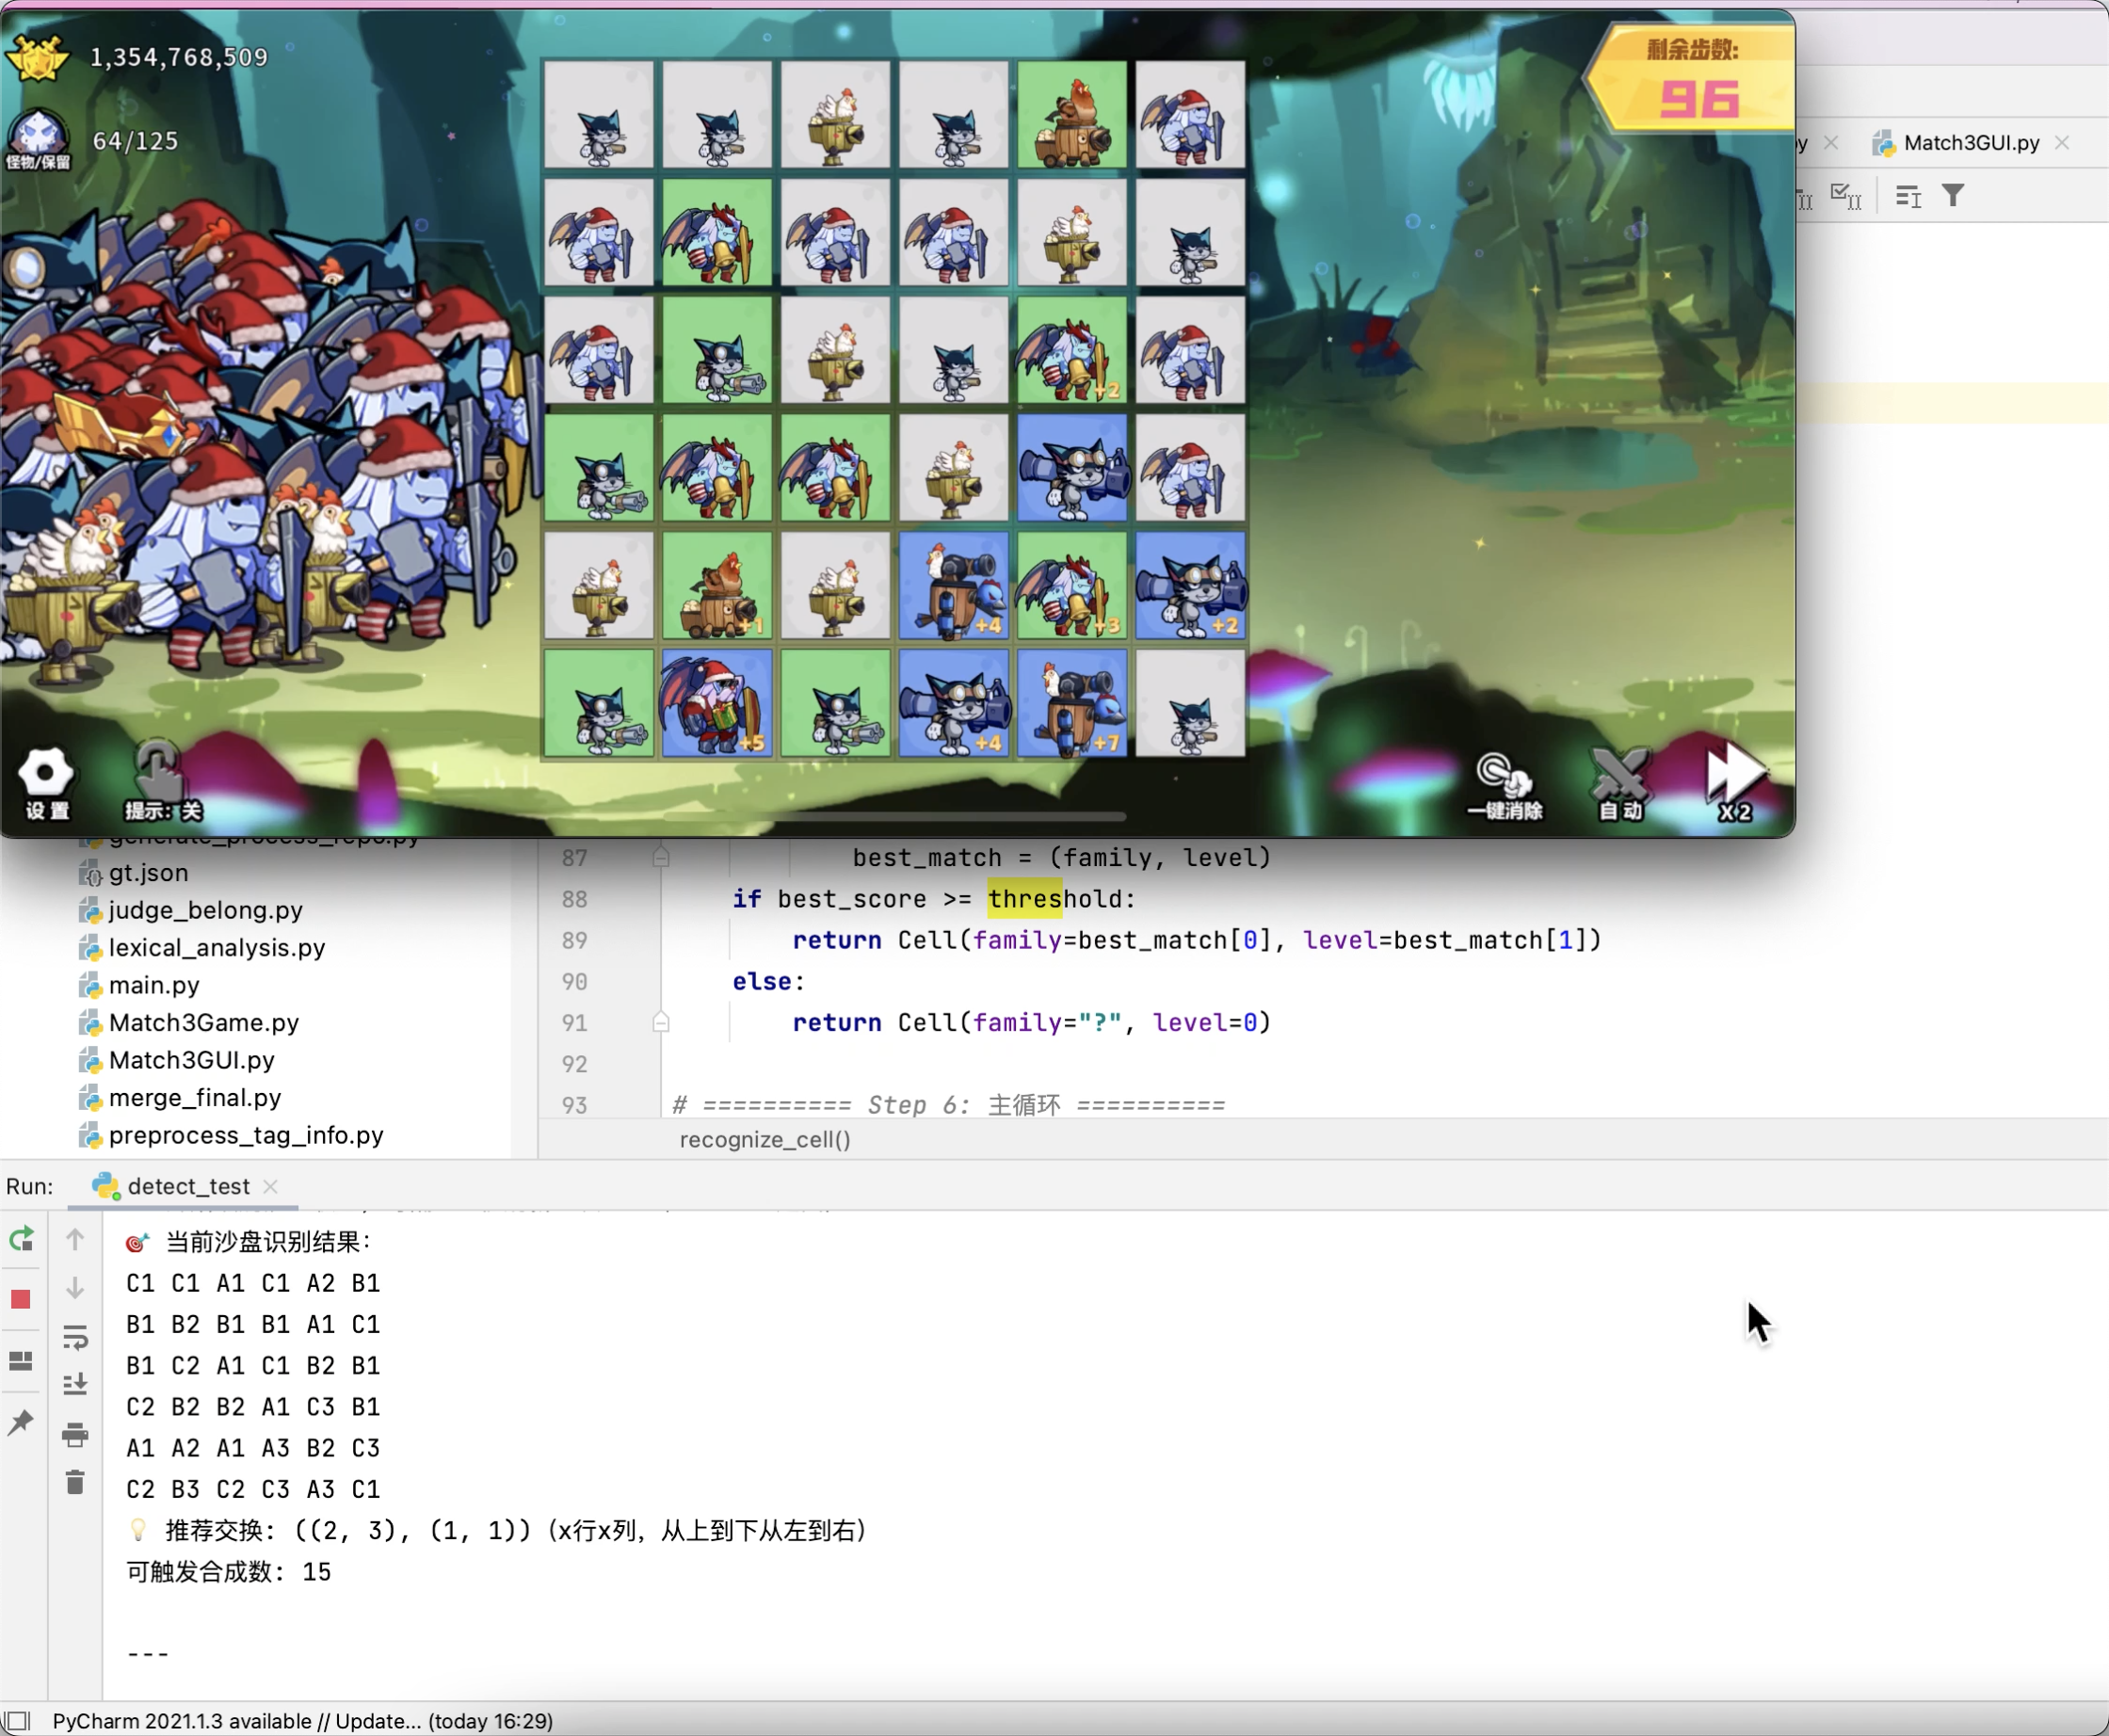 1,354,768,509
剩余步数:
96
64/125
怪物/保留
Match3GUI.py
+2
+1
+4
+3
+2
+5
+4
+7
设置
提示: 关
一键消除
自动
X2
generate_process_repo.py
gt.json
judge_belong.py
lexical_analysis.py
main.py
Match3Game.py
Match3GUI.py
merge_final.py
preprocess_tag_info.py
87 best_match = (family, level)
88 if best_score >= threshold:
89 return Cell(family=best_match[0], level=best_match[1])
90 else:
91 return Cell(family="?", level=0)
92
93 # ========== Step 6: 主循环 ==========
recognize_cell()
Run: detect_test
🎯 当前沙盘识别结果:
C1 C1 A1 C1 A2 B1
B1 B2 B1 B1 A1 C1
B1 C2 A1 C1 B2 B1
C2 B2 B2 A1 C3 B1
A1 A2 A1 A3 B2 C3
C2 B3 C2 C3 A3 C1
💡 推荐交换: ((2, 3), (1, 1)) (x行x列, 从上到下从左到右)
可触发合成数: 15
---
PyCharm 2021.1.3 available // Update... (today 16:29)